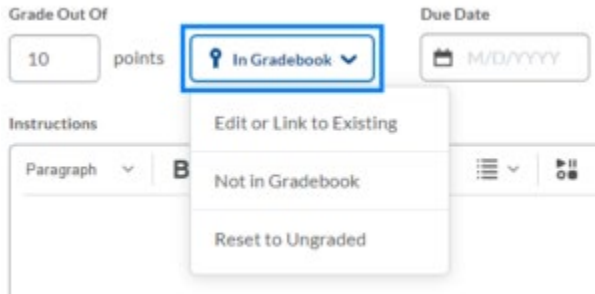 Grade Out Of Due Date
10 points In Gradebook M/D/YYYY
Instructions
Edit or Link to Existing
Paragraph B
Not in Gradebook
Reset to Ungraded